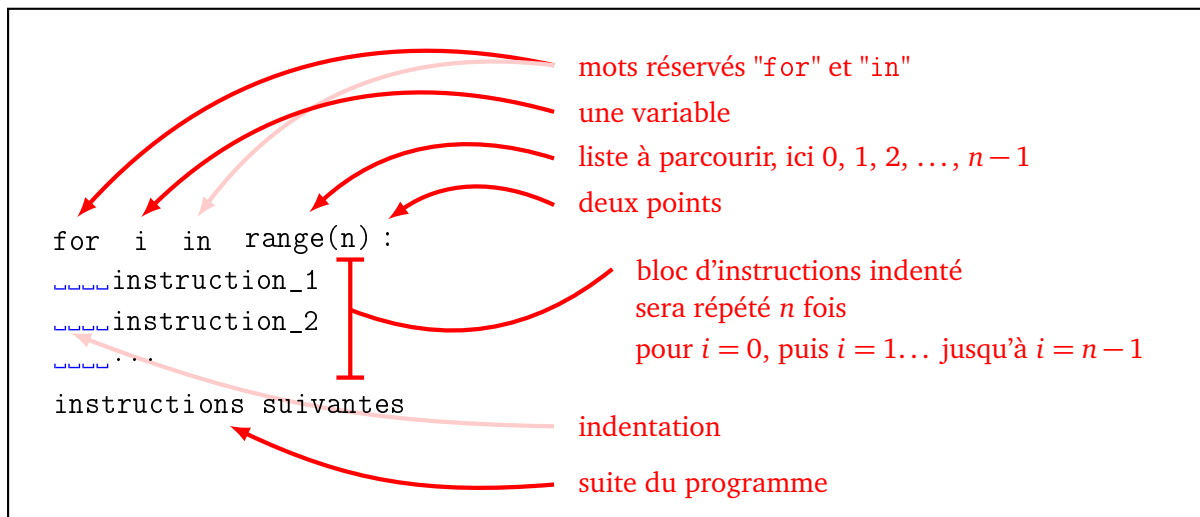 mots réservés "for" et "in"
une variable
liste à parcourir, ici 0, 1, 2, ..., n − 1
deux points
for i in range(n) :
␣␣␣␣instruction_1
␣␣␣␣instruction_2
␣␣␣␣...
bloc d'instructions indenté
sera répété n fois
pour i = 0, puis i = 1... jusqu'à i = n − 1
instructions suivantes
indentation
suite du programme